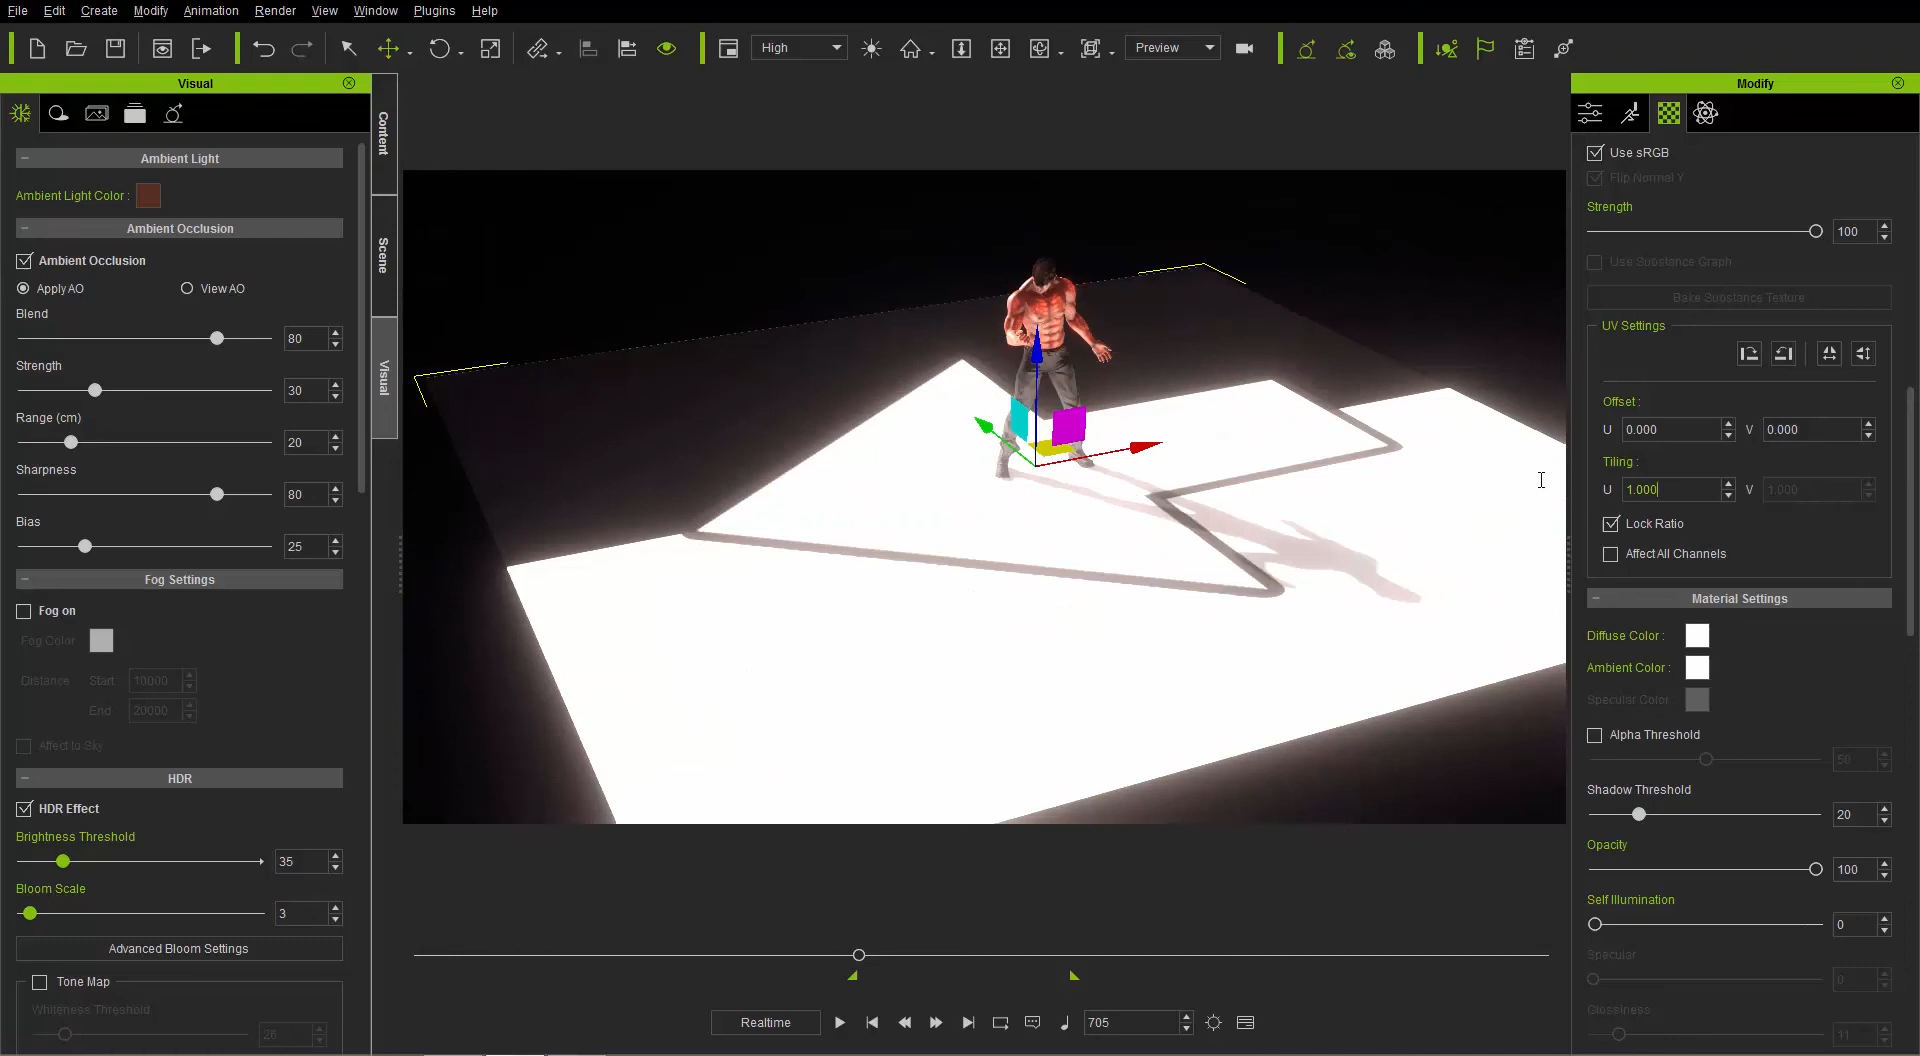 File Edit Create Modify Animation Render View Window Plugins Help
High
Preview
Visual
Content
Scene
Visual
Ambient Light
Ambient Light Color :
Ambient Occlusion
Ambient Occlusion
Apply AO View AO
Blend
80
Strength
30
Range (cm)
20
Sharpness
80
Bias
25
Fog Settings
Fog on
Fog Color
Distance Start 10000
End 20000
Affect to Sky
HDR
HDR Effect
Brightness Threshold
35
Bloom Scale
3
Advanced Bloom Settings
Tone Map
Whiteness Threshold
26
Realtime
705
Modify
Use sRGB
Flip Normal Y
Strength
100
Use Substance Graph
Bake Substance Texture
UV Settings
Offset :
U 0.000 V 0.000
Tiling :
U 1.000 V 1.000
Lock Ratio
Affect All Channels
Material Settings
Diffuse Color :
Ambient Color :
Specular Color :
Alpha Threshold
50
Shadow Threshold
20
Opacity
100
Self Illumination
0
Specular
0
Glossiness
11